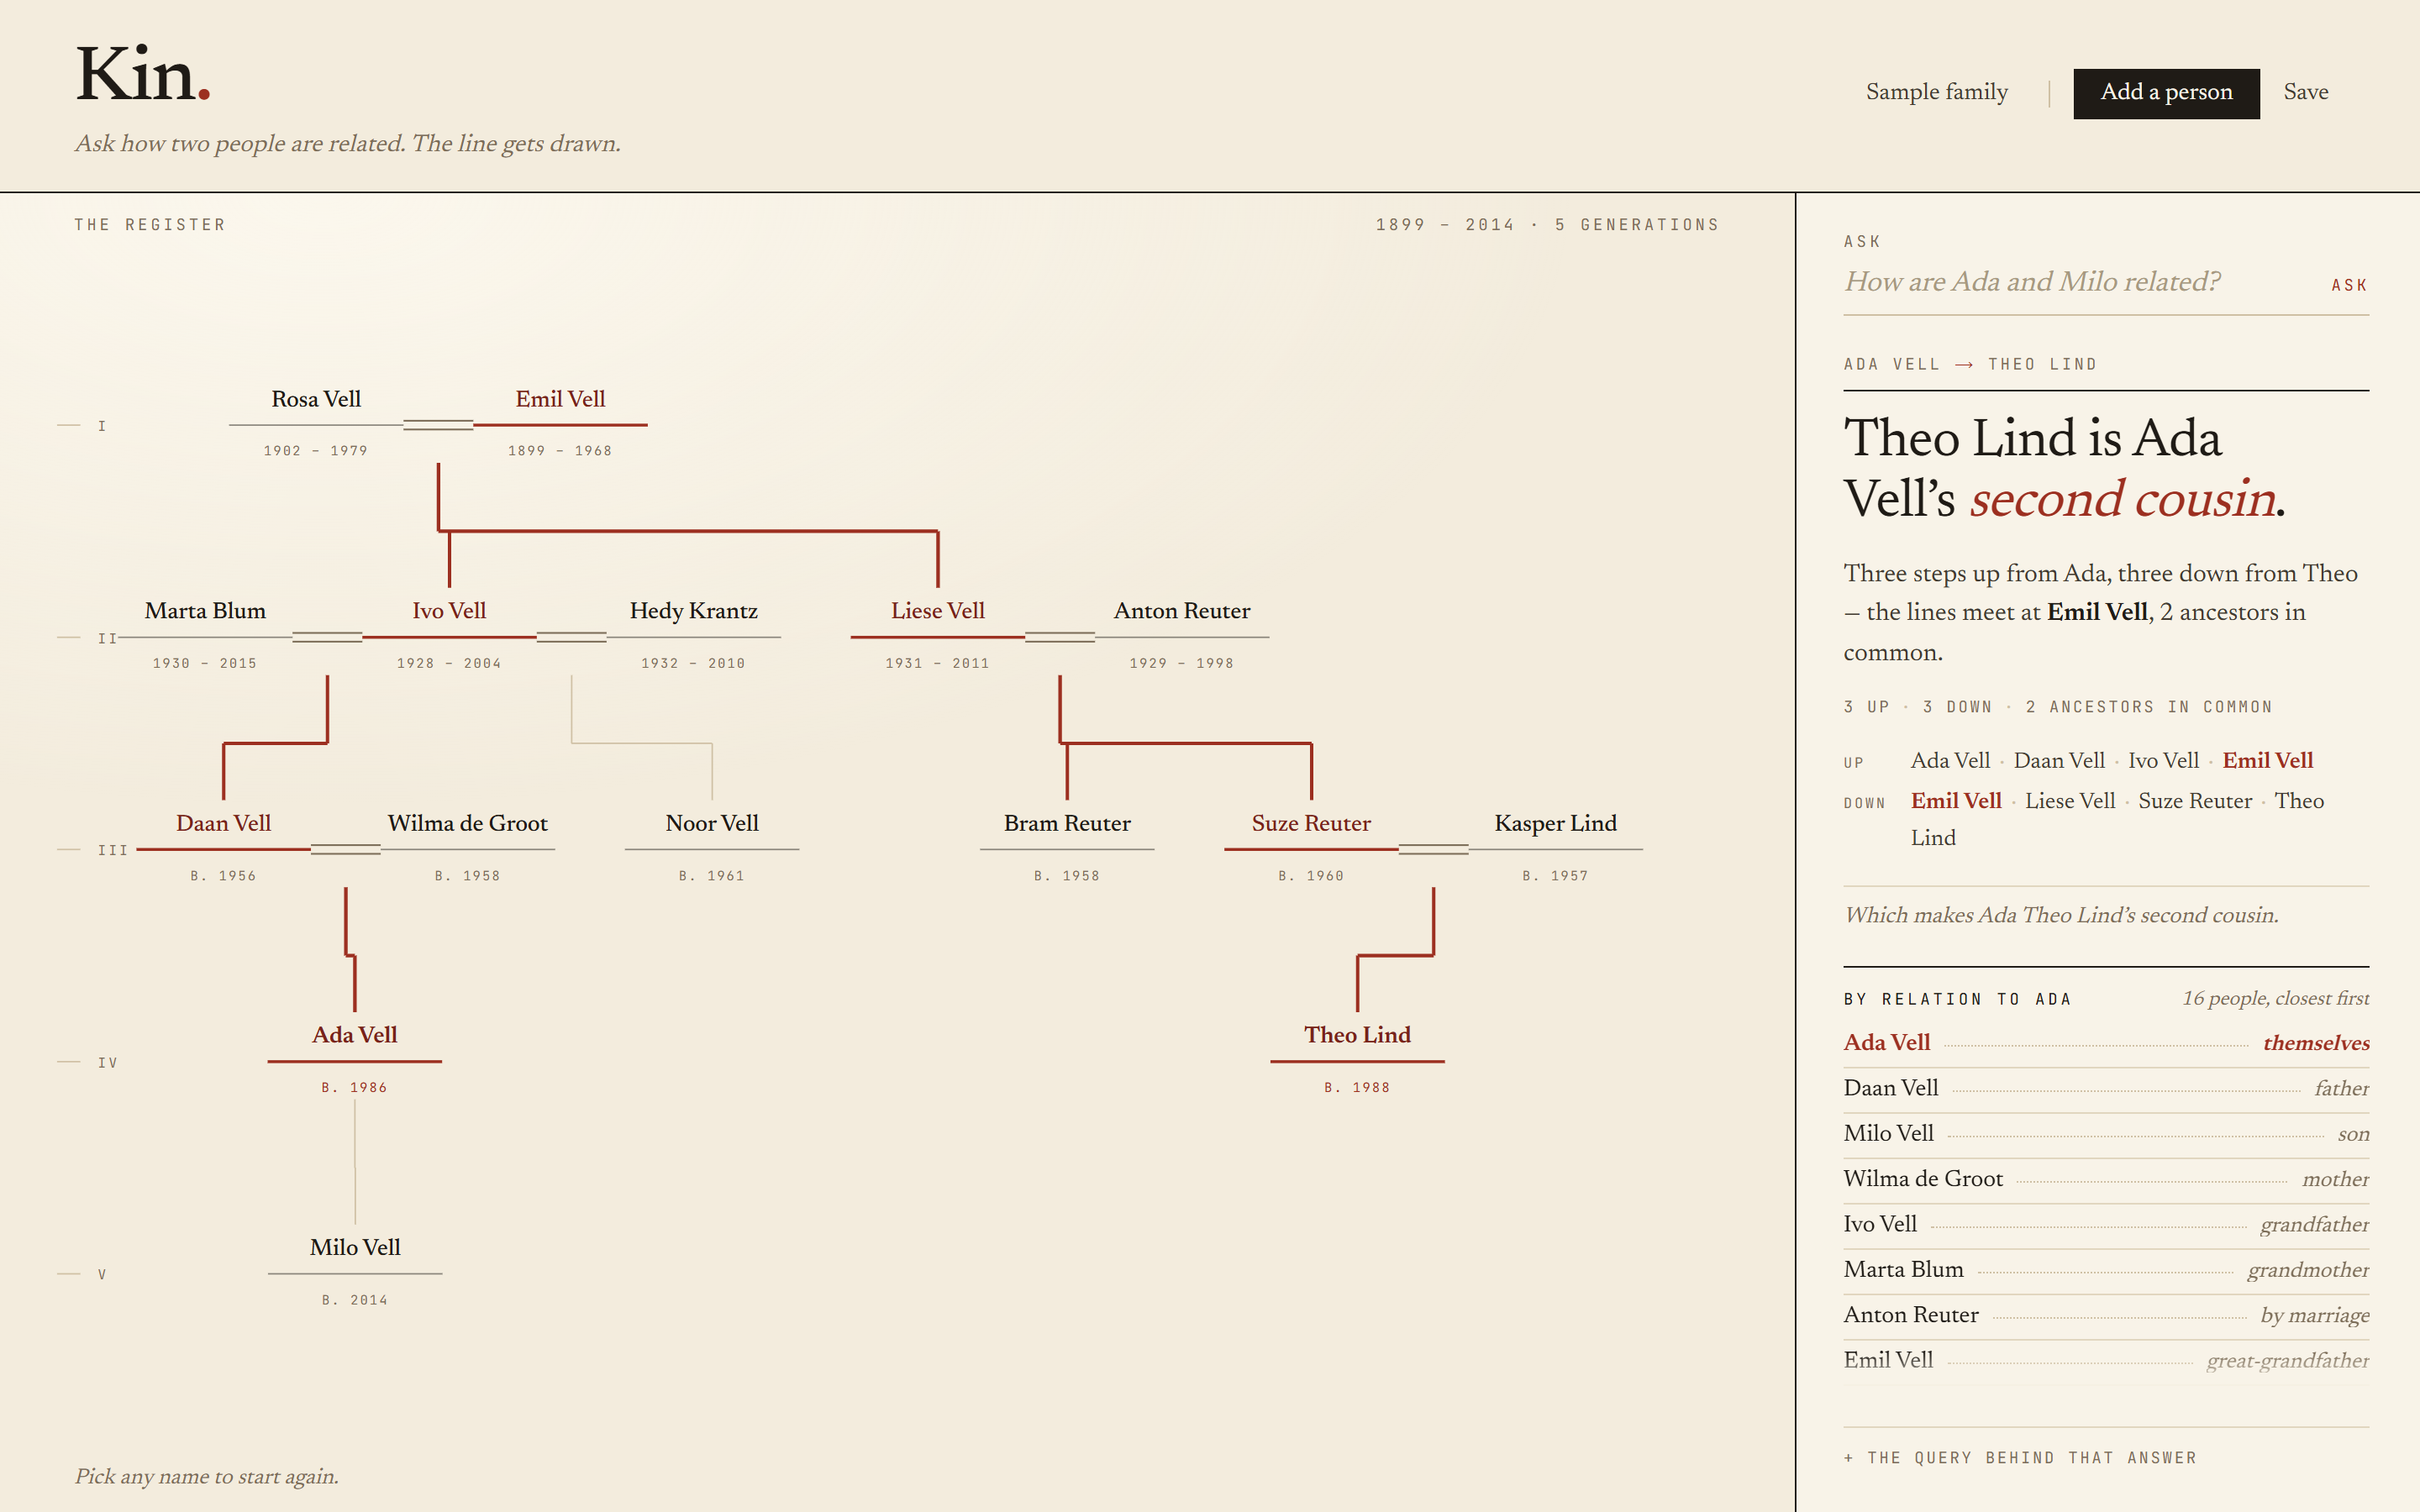 Kin.
Ask how two people are related. The line gets drawn.
Sample family
Add a person
Save
THE REGISTER
1899 – 2014 · 5 GENERATIONS
I
Rosa Vell
1902 – 1979
Emil Vell
1899 – 1968
II
Marta Blum
1930 – 2015
Ivo Vell
1928 – 2004
Hedy Krantz
1932 – 2010
Liese Vell
1931 – 2011
Anton Reuter
1929 – 1998
III
Daan Vell
B. 1956
Wilma de Groot
B. 1958
Noor Vell
B. 1961
Bram Reuter
B. 1958
Suze Reuter
B. 1960
Kasper Lind
B. 1957
IV
Ada Vell
B. 1986
Theo Lind
B. 1988
V
Milo Vell
B. 2014
Pick any name to start again.
ASK
How are Ada and Milo related?
ASK
ADA VELL → THEO LIND
Theo Lind is Ada
Vell’s second cousin.
Three steps up from Ada, three down from Theo
– the lines meet at Emil Vell, 2 ancestors in
common.
3 UP · 3 DOWN · 2 ANCESTORS IN COMMON
UP Ada Vell · Daan Vell · Ivo Vell · Emil Vell
DOWN Emil Vell · Liese Vell · Suze Reuter · Theo
Lind
Which makes Ada Theo Lind’s second cousin.
BY RELATION TO ADA
16 people, closest first
Ada Vell themselves
Daan Vell father
Milo Vell son
Wilma de Groot mother
Ivo Vell grandfather
Marta Blum grandmother
Anton Reuter by marriage
Emil Vell great-grandfather
+ THE QUERY BEHIND THAT ANSWER